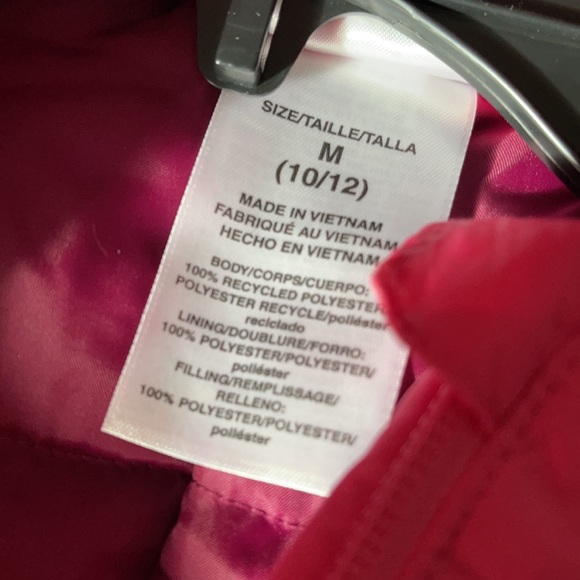 SIZE/TAILLE/TALLA
M
(10/12)
MADE IN VIETNAM
FABRIQUÉ AU VIETNAM
HECHO EN VIETNAM
BODY/CORPS/CUERPO:
100% RECYCLED POLYESTER/
POLYESTER RECYCLE/poliéster
reciclado
LINING/DOUBLURE/FORRO:
100% POLYESTER/POLYESTER/
poliéster
FILLING/REMPLISSAGE/
RELLENO:
100% POLYESTER/POLYESTER/
poliéster